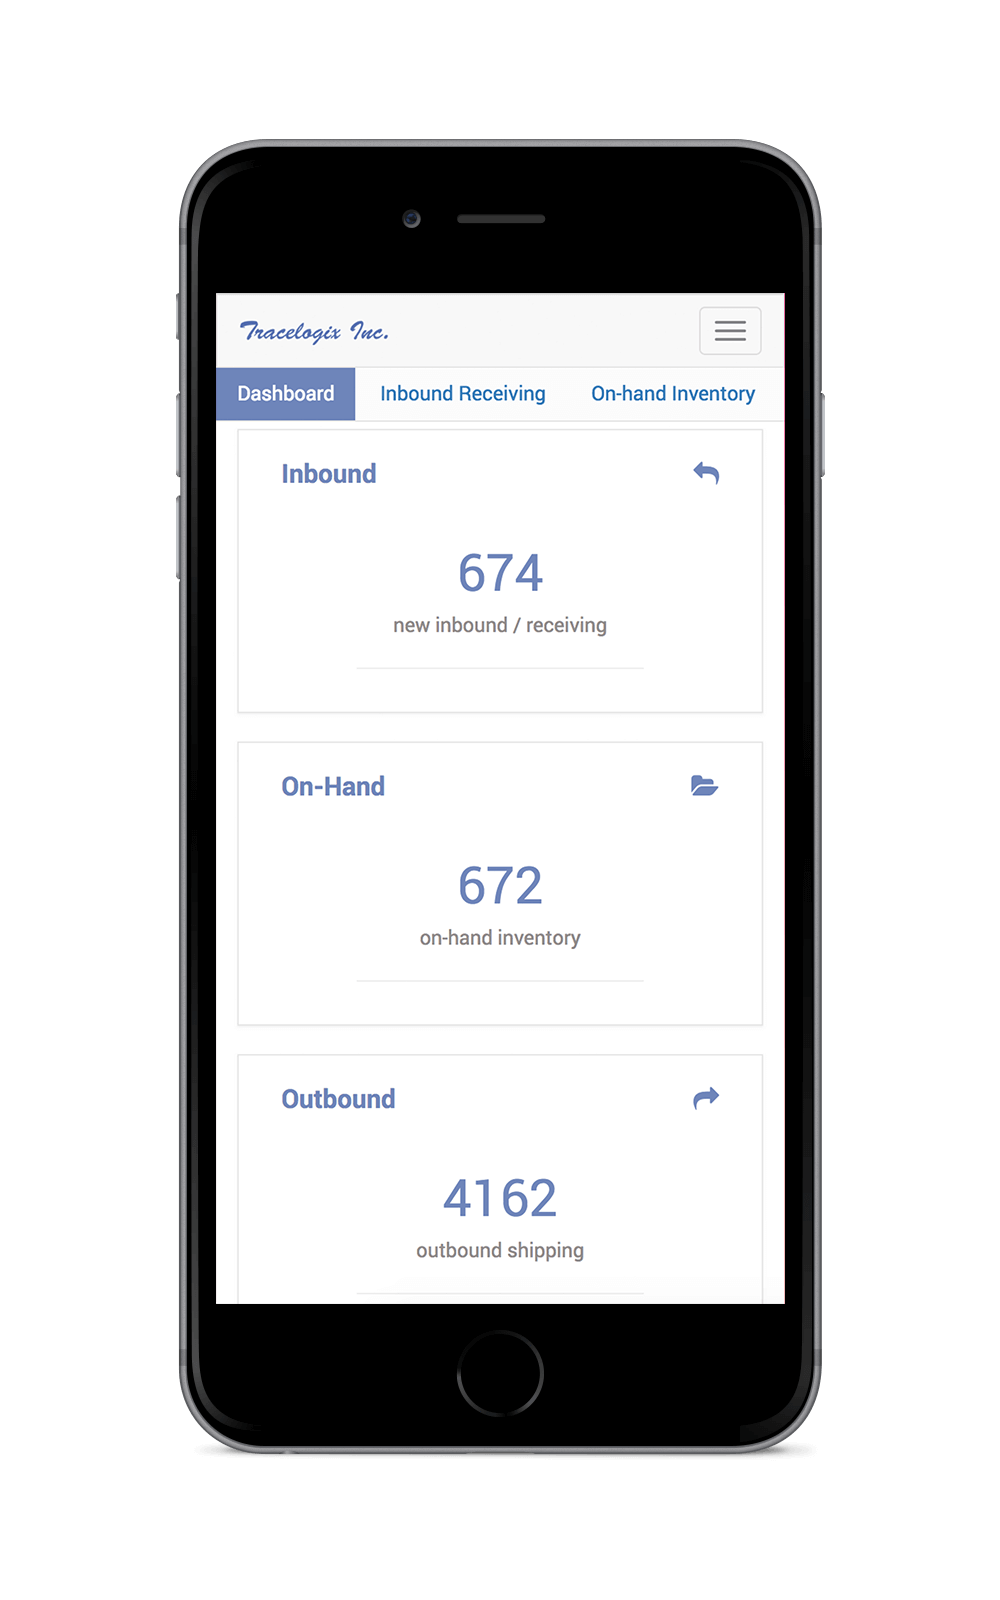 Tracelogix Inc.
Dashboard Inbound Receiving On-hand Inventory
Inbound
674
new inbound / receiving
On-Hand
672
on-hand inventory
Outbound
4162
outbound shipping